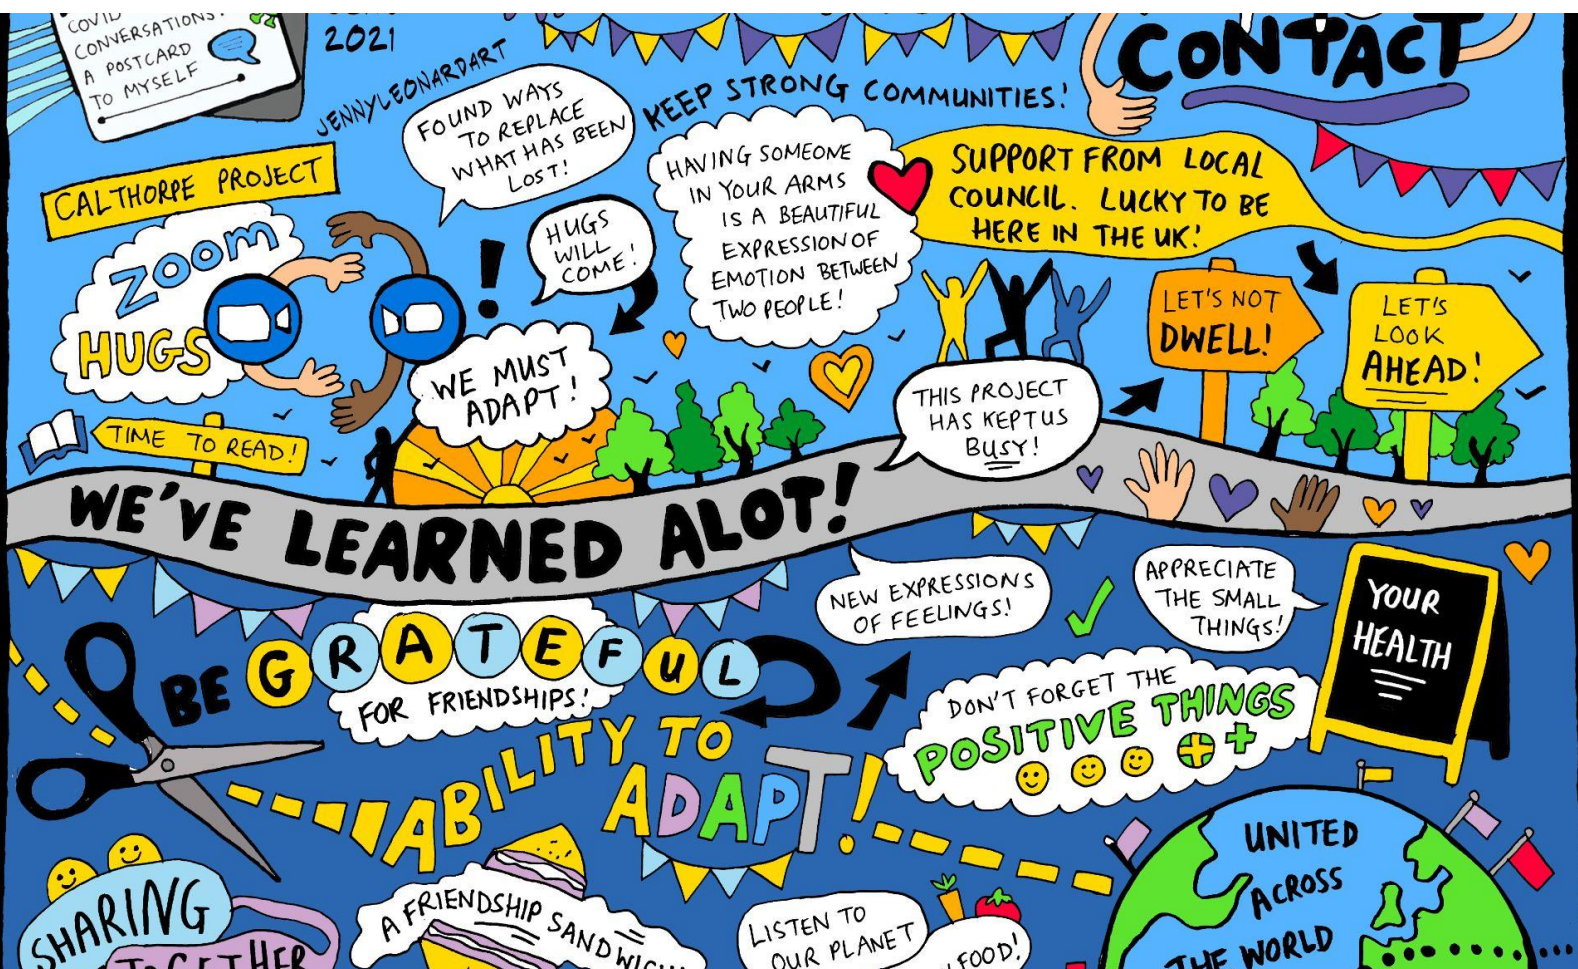 COVID
CONVERSATIONS:
A POSTCARD
TO MYSELF
2021
JENNYLEONARDART
CONTACT
FOUND WAYS
TO REPLACE
WHAT HAS BEEN
LOST!
KEEP STRONG COMMUNITIES!
CALTHORPE PROJECT
ZOOM
HUGS
HUGS
WILL
COME!
HAVING SOMEONE
IN YOUR ARMS
IS A BEAUTIFUL
EXPRESSION OF
EMOTION BETWEEN
TWO PEOPLE!
SUPPORT FROM LOCAL
COUNCIL. LUCKY TO BE
HERE IN THE UK!
WE MUST
ADAPT!
THIS PROJECT
HAS KEPT US
BUSY!
LET'S NOT
DWELL!
LET'S
LOOK
AHEAD!
TIME TO READ!
WE'VE LEARNED ALOT!
NEW EXPRESSIONS
OF FEELINGS!
APPRECIATE
THE SMALL
THINGS!
YOUR
HEALTH
BE GRATEFUL
FOR FRIENDSHIPS!
DON'T FORGET THE
POSITIVE THINGS
ABILITY TO
ADAPT!
SHARING
TOGETHER
A FRIENDSHIP SANDWICH!
LISTEN TO
OUR PLANET
FOOD!
UNITED
ACROSS
THE WORLD